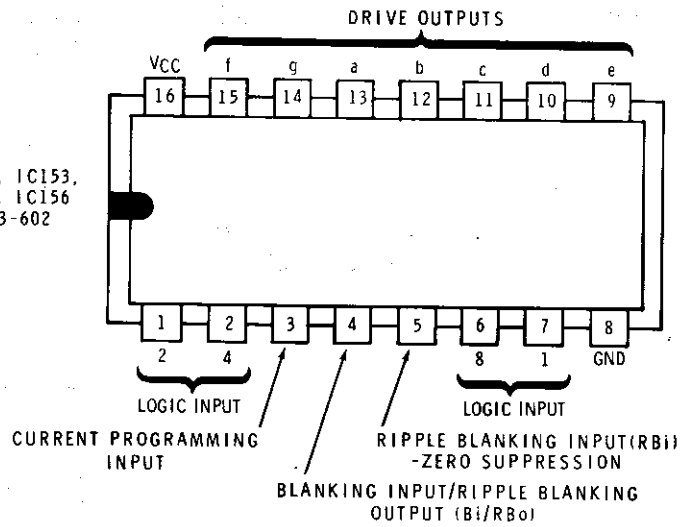 DRIVE OUTPUTS
VCC f g a b c d e
16 15 14 13 12 11 10 9
IC153,
IC156
3-602
1 2 3 4 5 6 7 8
2 4 8 1 GND
LOGIC INPUT LOGIC INPUT
CURRENT PROGRAMMING
INPUT
RIPPLE BLANKING INPUT(RBi)
-ZERO SUPPRESSION
BLANKING INPUT/RIPPLE BLANKING
OUTPUT (Bi/RBo)